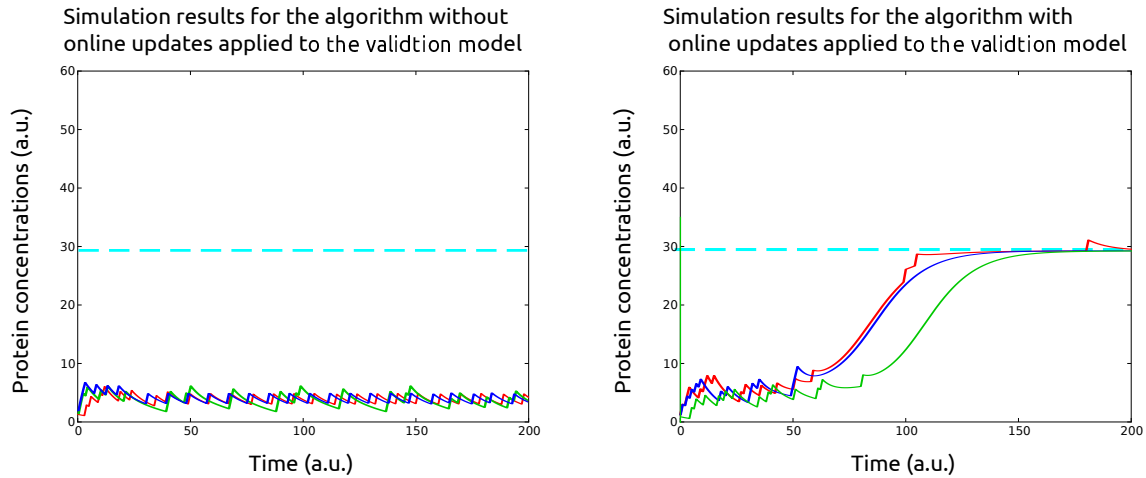 Simulation results for the algorithm without
online updates applied to the validtion model
60
50
40
30
20
10
0
0 50 100 150 200
Protein concentrations (a.u.)
Time (a.u.)
Simulation results for the algorithm with
online updates applied to the validtion model
60
50
40
30
20
10
0
0 50 100 150 200
Protein concentrations (a.u.)
Time (a.u.)